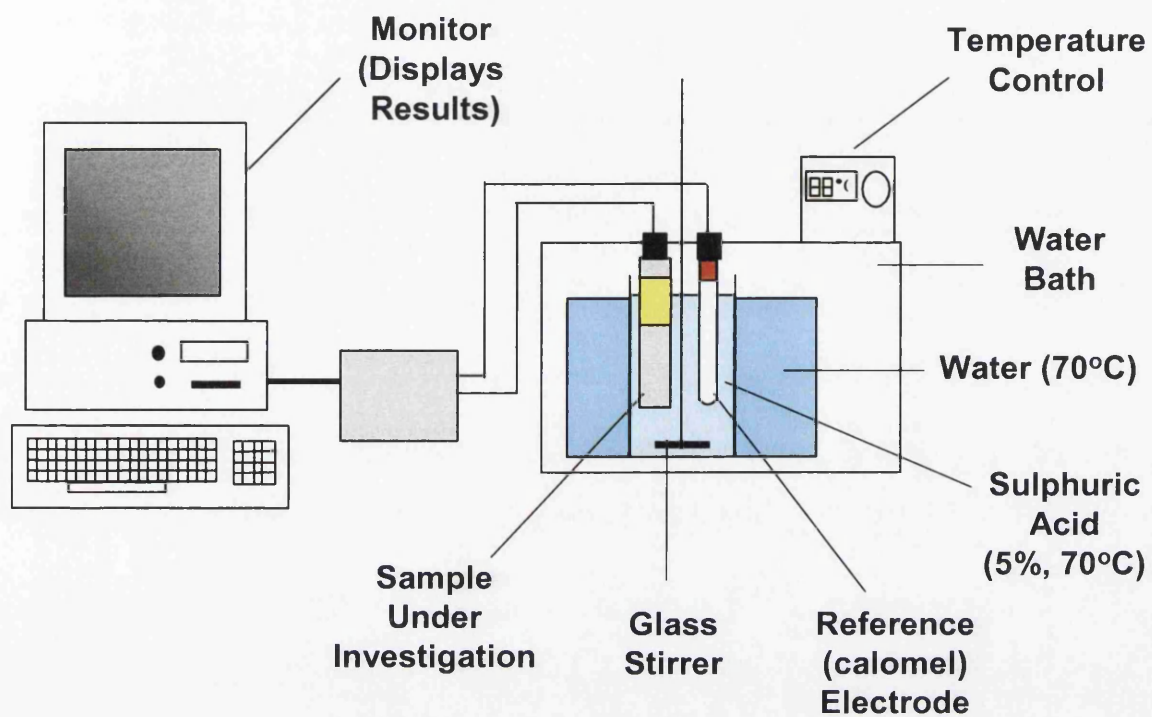 Monitor
(Displays
Results)
Temperature
Control
Water
Bath
Water (70°C)
Sulphuric
Acid
(5%, 70°C)
Sample
Under
Investigation
Glass
Stirrer
Reference
(calomel)
Electrode